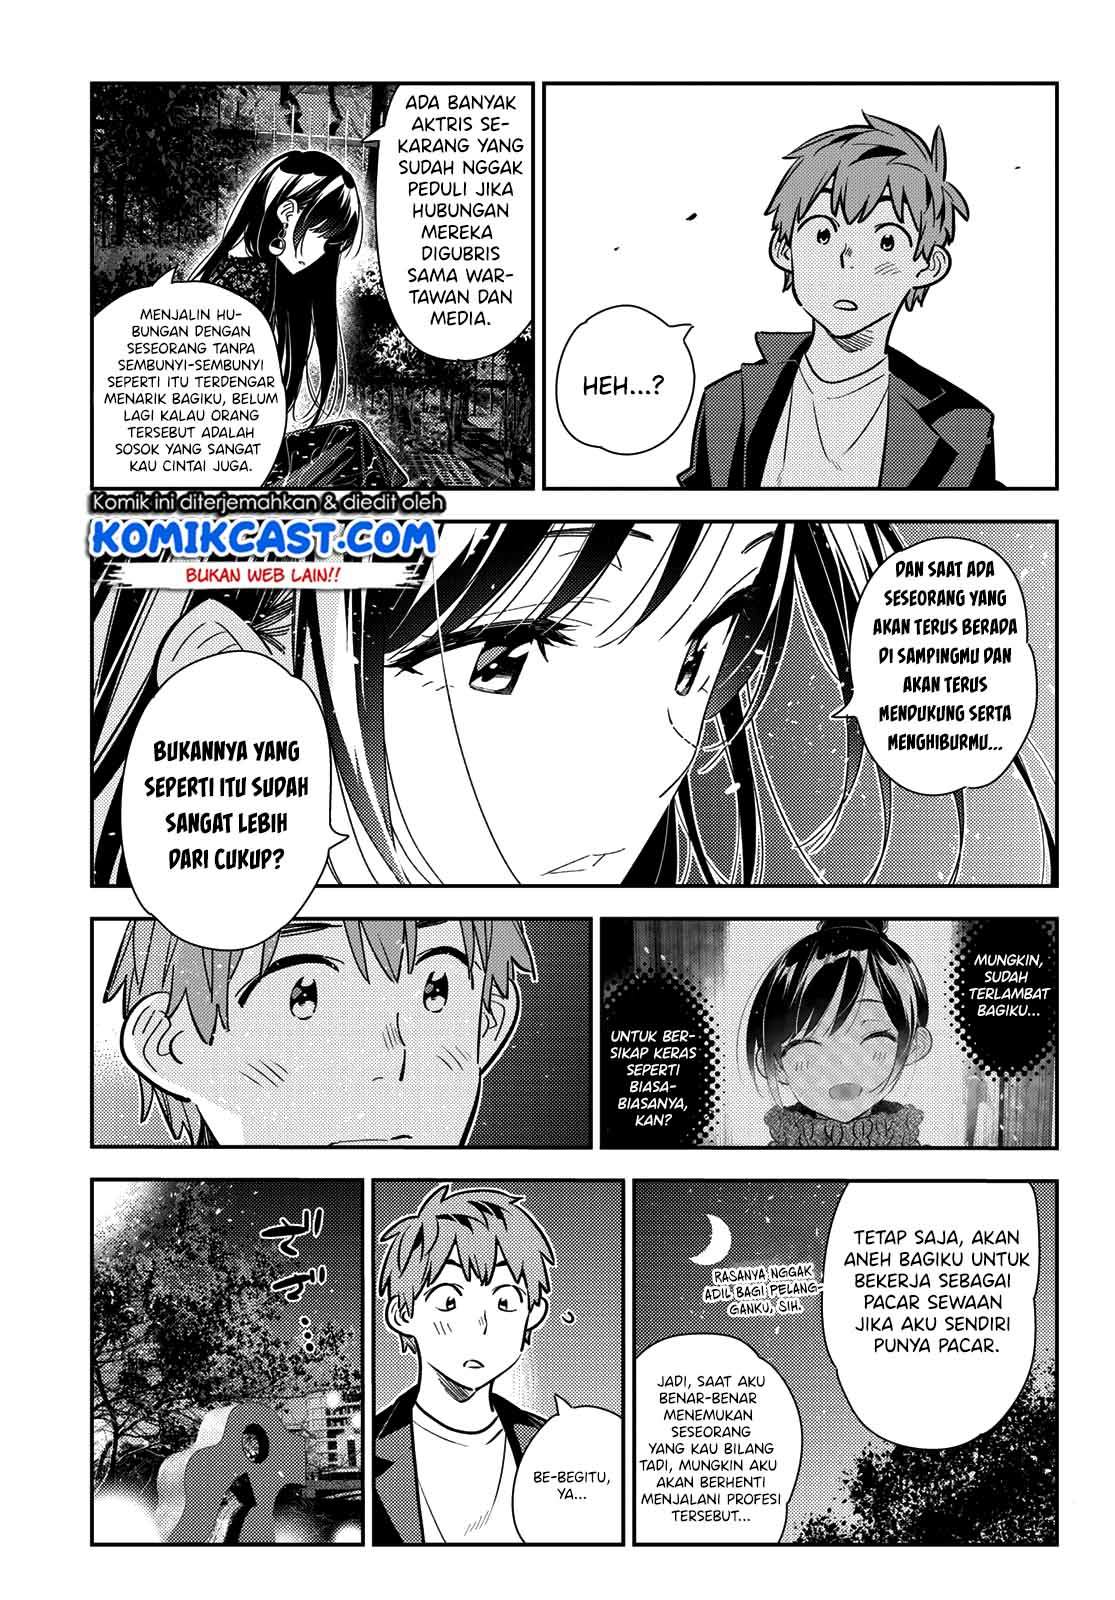 HEH...?
ADA BANYAK
AKTRIS SE-
KARANG YANG
SUDAH NGGAK
PEDULI JIKA
HUBUNGAN
MEREKA
DIGUBRIS
SAMA WAR-
TAWAN DAN
MEDIA.
MENJALIN HU-
BUNGAN DENGAN
SESEORANG TANPA
SEMBUNYI-SEMBUNYI
SEPERTI ITU TERDENGAR
MENARIK BAGIKU, BELUM
LAGI KALAU ORANG
TERSEBUT ADALAH
SOSOK YANG SANGAT
KAU CINTAI JUGA.
Komik ini diterjemahkan & diedit oleh
KOMIKCAST.COM
BUKAN WEB LAIN!!
DAN SAAT ADA
SESEORANG YANG
AKAN TERUS BERADA
DI SAMPINGMU DAN
AKAN TERUS
MENDUKUNG SERTA
MENGHIBURMU...
BUKANNYA YANG
SEPERTI ITU SUDAH
SANGAT LEBIH
DARI CUKUP?
MUNGKIN,
SUDAH
TERLAMBAT
BAGIKU...
UNTUK BER-
SIKAP KERAS
SEPERTI
BIASA-
BIASANYA,
KAN?
TETAP SAJA, AKAN
ANEH BAGIKU UNTUK
BEKERJA SEBAGAI
PACAR SEWAAN
JIKA AKU SENDIRI
PUNYA PACAR.
RASANYA NGGAK
ADIL BAGI PELANG-
GANKU, SIH.
JADI, SAAT AKU
BENAR-BENAR
MENEMUKAN
SESEORANG
YANG KAU BILANG
TADI, MUNGKIN AKU
AKAN BERHENTI
MENJALANI PROFESI
TERSEBUT...
BE-BEGITU,
YA...